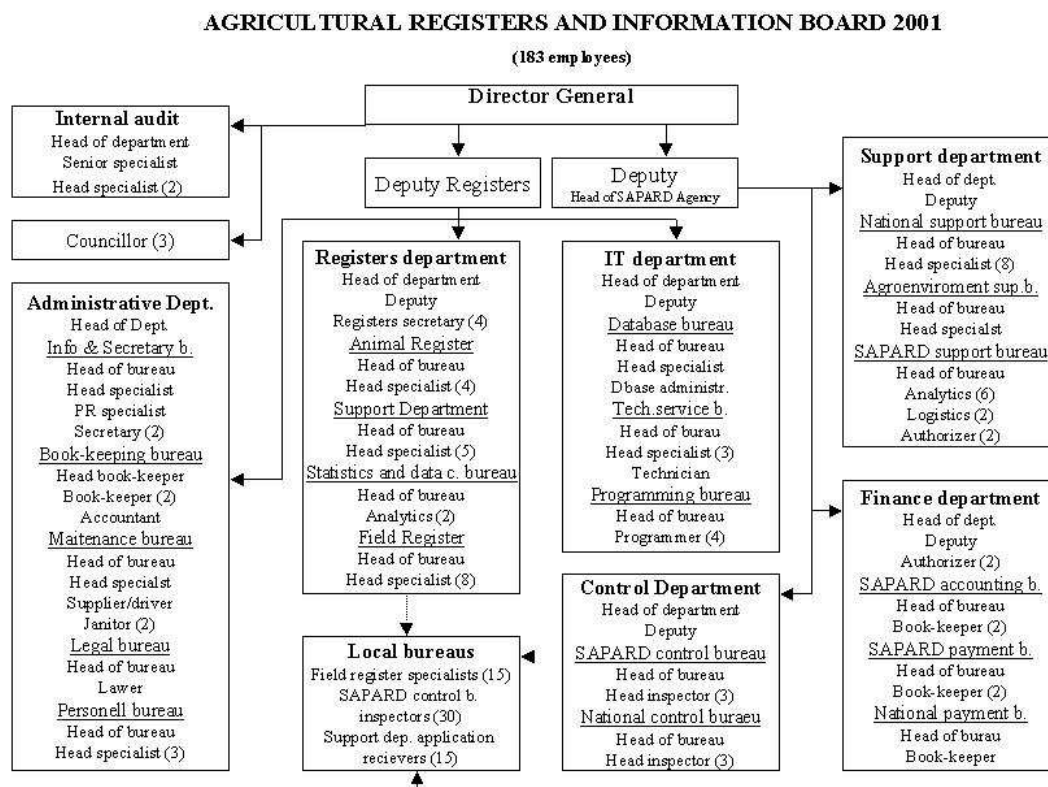 AGRICULTURAL REGISTERS AND INFORMATION BOARD 2001
(183 employees)
Director General
Internal audit
Head of department
Senior specialist
Head specialist (2)
Councillor (3)
Deputy Registers
Deputy
Head of SAPARD Agency
Administrative Dept.
Head of Dept.
Info & Secretary b.
Head of bureau
Head specialist
PR specialist
Secretary (2)
Book-keeping bureau
Head book-keeper
Book-keeper (2)
Accountant
Maitenance bureau
Head of bureau
Head specialst
Supplier/driver
Janitor (2)
Legal bureau
Head of bureau
Lawer
Personell bureau
Head of bureau
Head specialist (3)
Registers department
Head of department
Deputy
Registers secretary (4)
Animal Register
Head of bureau
Head specialist (4)
Support Department
Head of bureau
Head specialist (5)
Statistics and data c. bureau
Head of bureau
Analytics (2)
Field Register
Head of bureau
Head specialist (8)
Local bureaus
Field register specialists (15)
SAPARD control b.
inspectors (30)
Support dep. application
recievers (15)
IT department
Head of department
Deputy
Database bureau
Head of bureau
Head specialist
Dbase administr.
Tech.service b.
Head of burau
Head specialist (3)
Technician
Programming bureau
Head of bureau
Programmer (4)
Control Department
Head of department
Deputy
SAPARD control bureau
Head of bureau
Head inspector (3)
National control buraeu
Head of bureau
Head inspector (3)
Support department
Head of dept.
Deputy
National support bureau
Head of bureau
Head specialist (8)
Agroenviroment sup.b.
Head of bureau
Head specialst
SAPARD support bureau
Head of bureau
Analytics (6)
Logistics (2)
Authorizer (2)
Finance department
Head of dept.
Deputy
Authorizer (2)
SAPARD accounting b.
Head of bureau
Book-keeper (2)
SAPARD payment b.
Head of bureau
Book-keeper (2)
National payment b.
Head of burau
Book-keeper